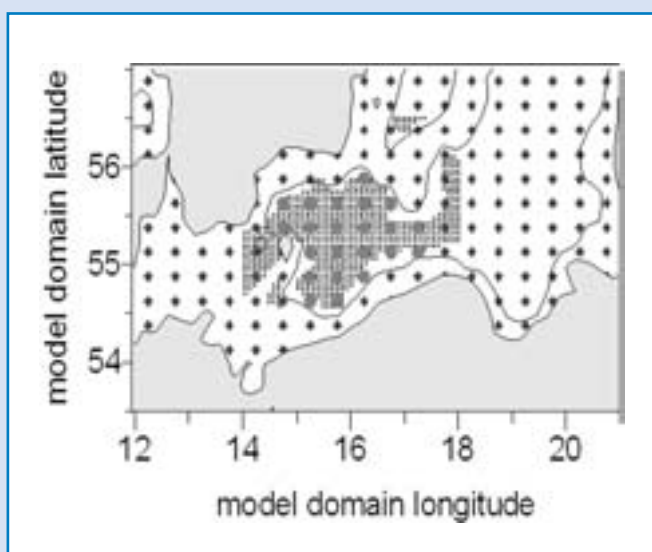 model domain latitude
56
55
54
12 14 16 18 20
model domain longitude